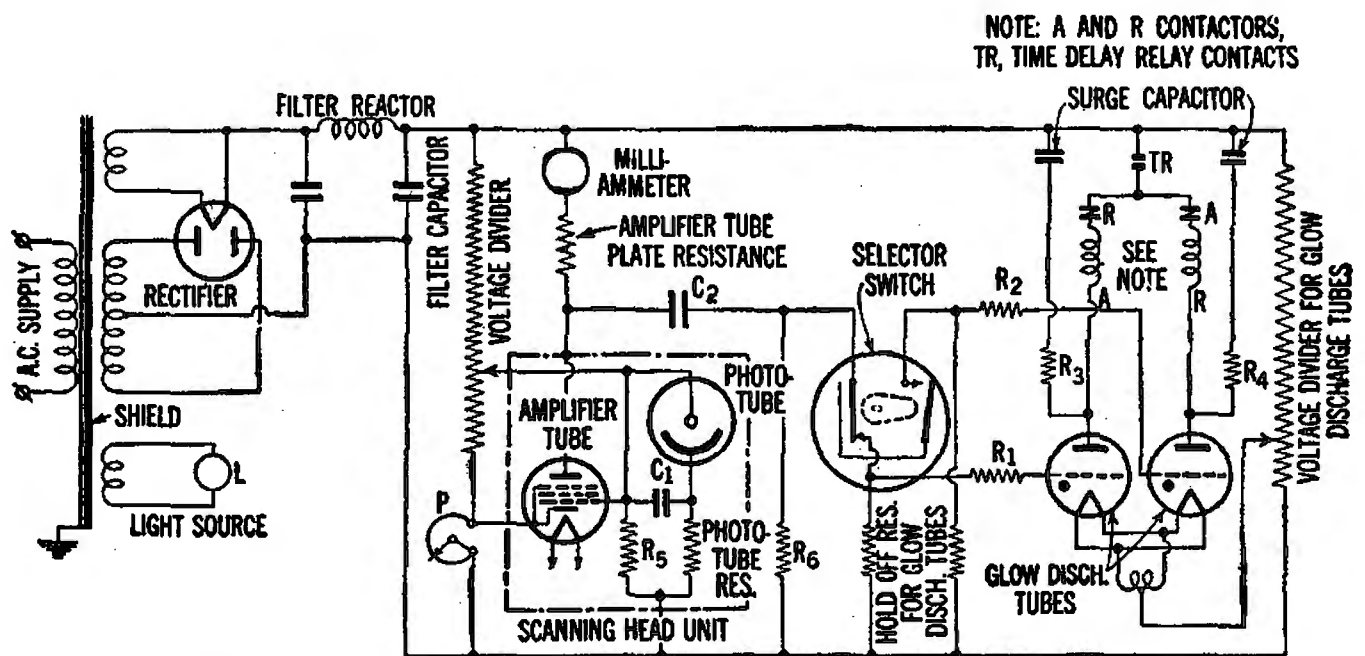 NOTE: A AND R CONTACTORS,
TR, TIME DELAY RELAY CONTACTS
SURGE CAPACITOR
FILTER REACTOR
FILTER CAPACITOR
VOLTAGE DIVIDER
MILLI-
AMMETER
TR
R
A
SEE
NOTE
A
R
AMPLIFIER TUBE
PLATE RESISTANCE
SELECTOR
SWITCH
C2
R2
RECTIFIER
A.C. SUPPLY
SHIELD
R3
R4
VOLTAGE DIVIDER FOR GLOW
DISCHARGE TUBES
PHOTO-
TUBE
AMPLIFIER
TUBE
C1
R1
L
LIGHT SOURCE
P
R5
PHOTO-
TUBE
RES.
R6
HOLD OFF RES.
FOR GLOW
DISCH. TUBES
GLOW DISCH.
TUBES
SCANNING HEAD UNIT